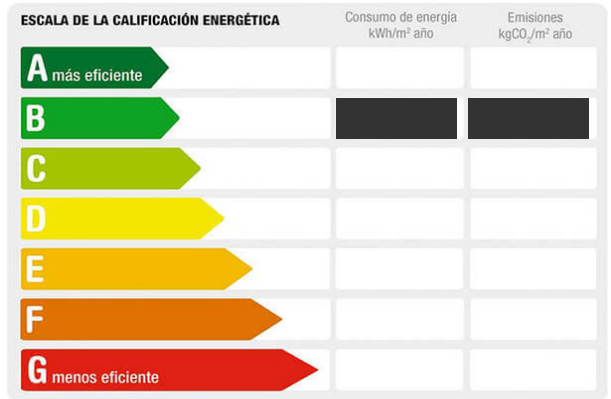 ESCALA DE LA CALIFICACIÓN ENERGÉTICA
Consumo de energía
kWh/m² año
Emisiones
kgCO₂/m² año
A más eficiente
B
C
D
E
F
G menos eficiente